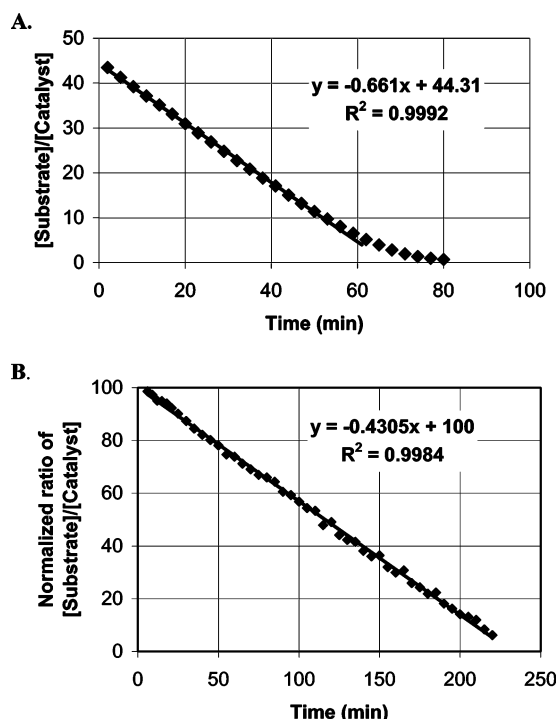 A.
50
40
30
20
10
0
y = -0.661x + 44.31
R² = 0.9992
[Substrate]/[Catalyst]
0 20 40 60 80 100
Time (min)
B.
100
80
60
40
20
0
y = -0.4305x + 100
R² = 0.9984
Normalized ratio of
[Substrate]/[Catalyst]
0 50 100 150 200 250
Time (min)